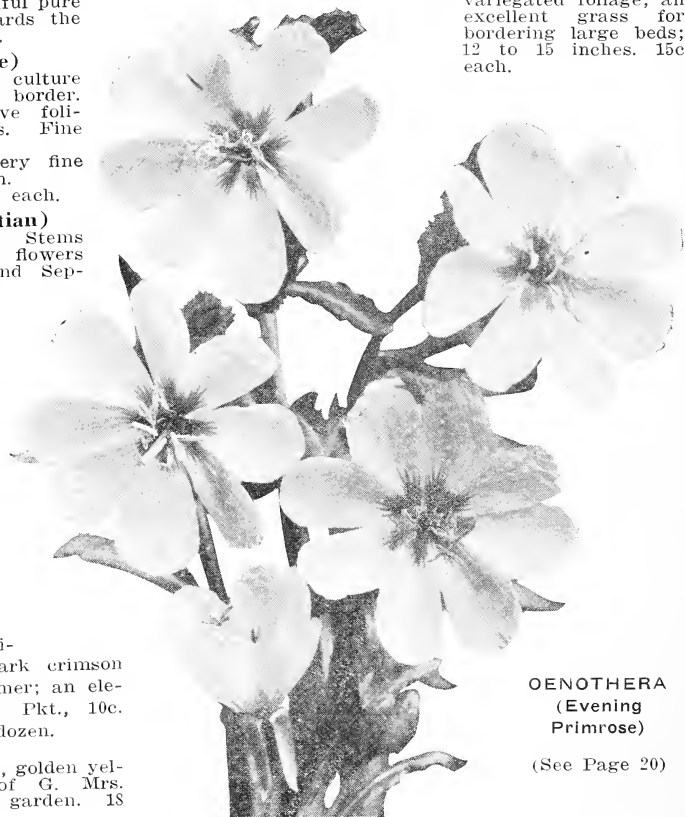 ful pure
ards the
e)
culture
border.
ve foli-
s. Fine
ery fine
n.
each.
tian)
Stems
flowers
nd Sep-
i-
ark crimson
mer; an ele-
Pkt., 10c.
dozen.
, golden yel-
of G. Mrs.
garden. 18
variegated foliage, an
excellent grass for
bordering large beds;
12 to 15 inches. 15c
each.
OENOTHERA
(Evening
Primrose)
(See Page 20)